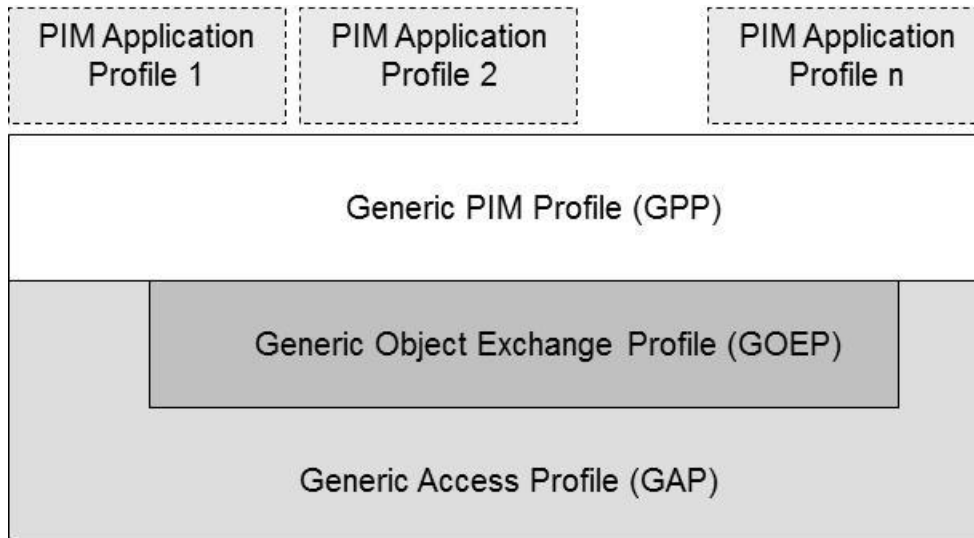 PIM Application
Profile 1
PIM Application
Profile 2
PIM Application
Profile n
Generic PIM Profile (GPP)
Generic Object Exchange Profile (GOEP)
Generic Access Profile (GAP)